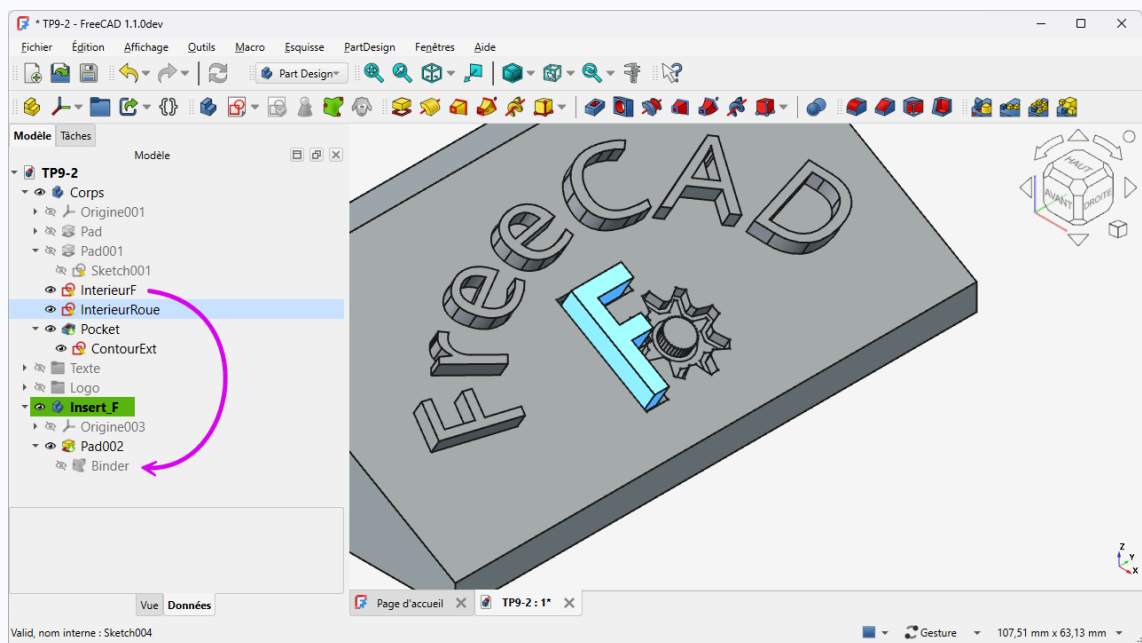 * TP9-2 - FreeCAD 1.1.0dev
Fichier Édition Affichage Outils Macro Esquisse PartDesign Fenêtres Aide
Part Design
Modèle Tâches
Modèle
TP9-2
Corps
Origine001
Pad
Pad001
Sketch001
InterieurF
InterieurRoue
Pocket
ContourExt
Texte
Logo
Insert_F
Origine003
Pad002
Binder
FreeCAD
F
HAUT
AVANT
DROITE
Z
Y
X
Vue Données
Page d'accueil TP9-2 : 1*
Valid, nom interne : Sketch004
Gesture
107,51 mm x 63,13 mm